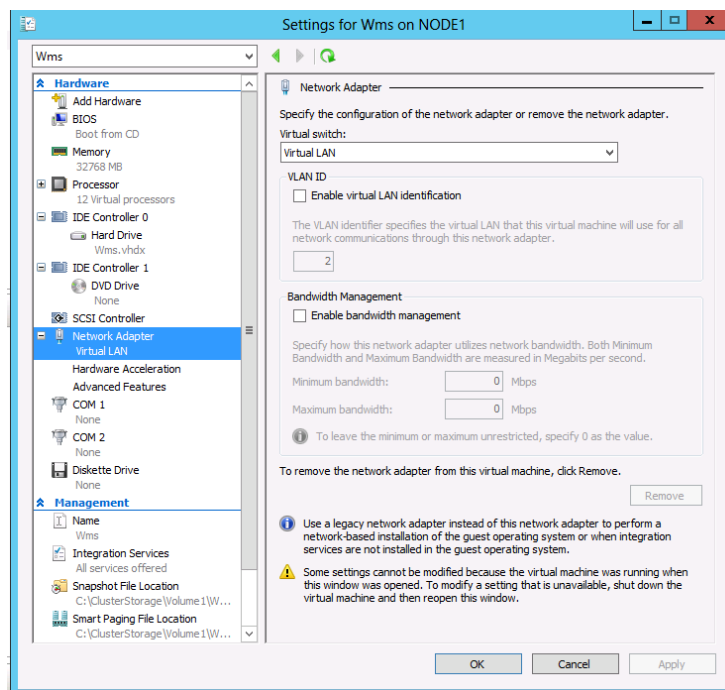 Settings for Wms on NODE1
Wms
Hardware
Add Hardware
BIOS
Boot from CD
Memory
32768 MB
Processor
12 Virtual processors
IDE Controller 0
Hard Drive
Wms.vhdx
IDE Controller 1
DVD Drive
None
SCSI Controller
Network Adapter
Virtual LAN
Hardware Acceleration
Advanced Features
COM 1
None
COM 2
None
Diskette Drive
None
Management
Name
Wms
Integration Services
All services offered
Snapshot File Location
C:\ClusterStorage\Volume1\W...
Smart Paging File Location
C:\ClusterStorage\Volume1\W...
Network Adapter
Specify the configuration of the network adapter or remove the network adapter.
Virtual switch:
Virtual LAN
VLAN ID
Enable virtual LAN identification
The VLAN identifier specifies the virtual LAN that this virtual machine will use for all
network communications through this network adapter.
2
Bandwidth Management
Enable bandwidth management
Specify how this network adapter utilizes network bandwidth. Both Minimum
Bandwidth and Maximum Bandwidth are measured in Megabits per second.
Minimum bandwidth: 0 Mbps
Maximum bandwidth: 0 Mbps
To leave the minimum or maximum unrestricted, specify 0 as the value.
To remove the network adapter from this virtual machine, click Remove.
Remove
Use a legacy network adapter instead of this network adapter to perform a
network-based installation of the guest operating system or when integration
services are not installed in the guest operating system.
Some settings cannot be modified because the virtual machine was running when
this window was opened. To modify a setting that is unavailable, shut down the
virtual machine and then reopen this window.
OK Cancel Apply